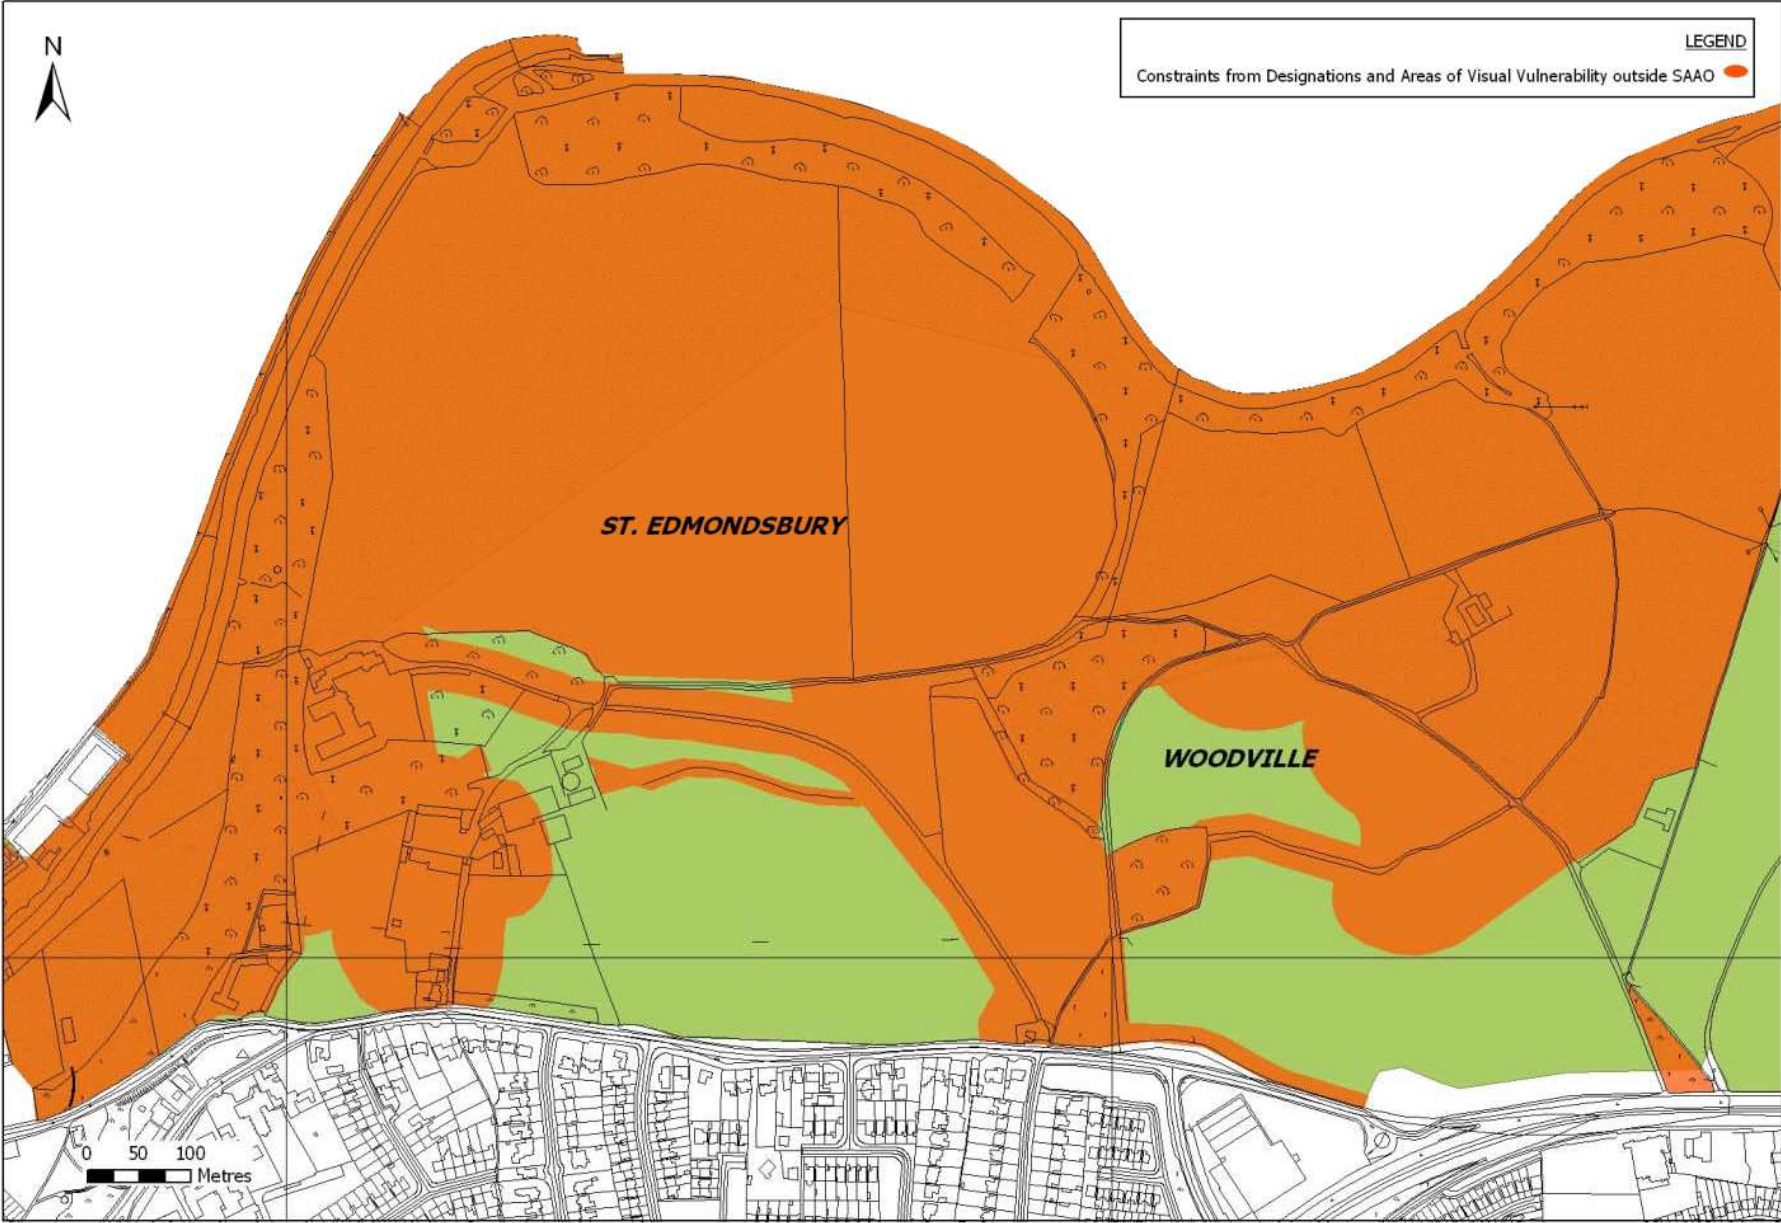 N
LEGEND
Constraints from Designations and Areas of Visual Vulnerability outside SAAO
ST. EDMONDSBURY
WOODVILLE
0 50 100
Metres